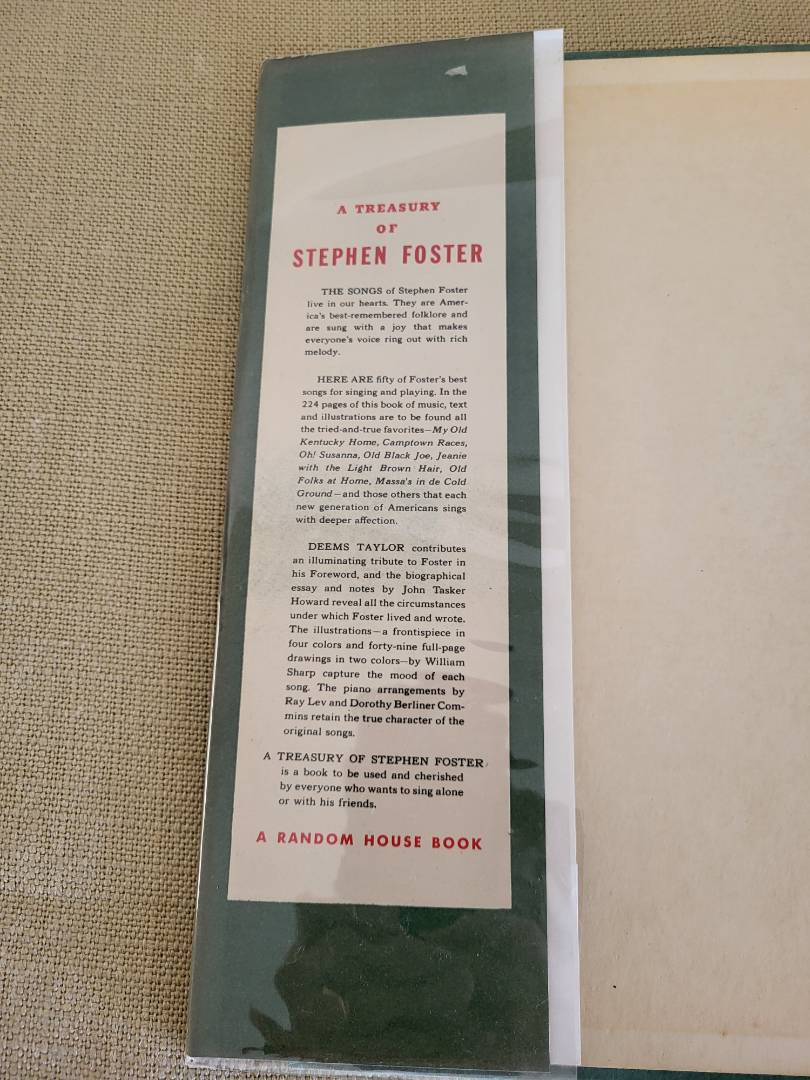 A TREASURY
OF
STEPHEN FOSTER
THE SONGS of Stephen Foster
live in our hearts. They are Amer-
ica's best-remembered folklore and
are sung with a joy that makes
everyone's voice ring out with rich
melody.
HERE ARE fifty of Foster's best
songs for singing and playing. In the
224 pages of this book of music, text
and illustrations are to be found all
the tried-and-true favorites—My Old
Kentucky Home, Camptown Races,
Oh! Susanna, Old Black Joe, Jeanie
with the Light Brown Hair, Old
Folks at Home, Massa's in de Cold
Ground—and those others that each
new generation of Americans sings
with deeper affection.
DEEMS TAYLOR contributes
an illuminating tribute to Foster in
his Foreword, and the biographical
essay and notes by John Tasker
Howard reveal all the circumstances
under which Foster lived and wrote.
The illustrations—a frontispiece in
four colors and forty-nine full-page
drawings in two colors—by William
Sharp capture the mood of each
song. The piano arrangements by
Ray Lev and Dorothy Berliner Com-
mins retain the true character of the
original songs.
A TREASURY OF STEPHEN FOSTER
is a book to be used and cherished
by everyone who wants to sing alone
or with his friends.
A RANDOM HOUSE BOOK